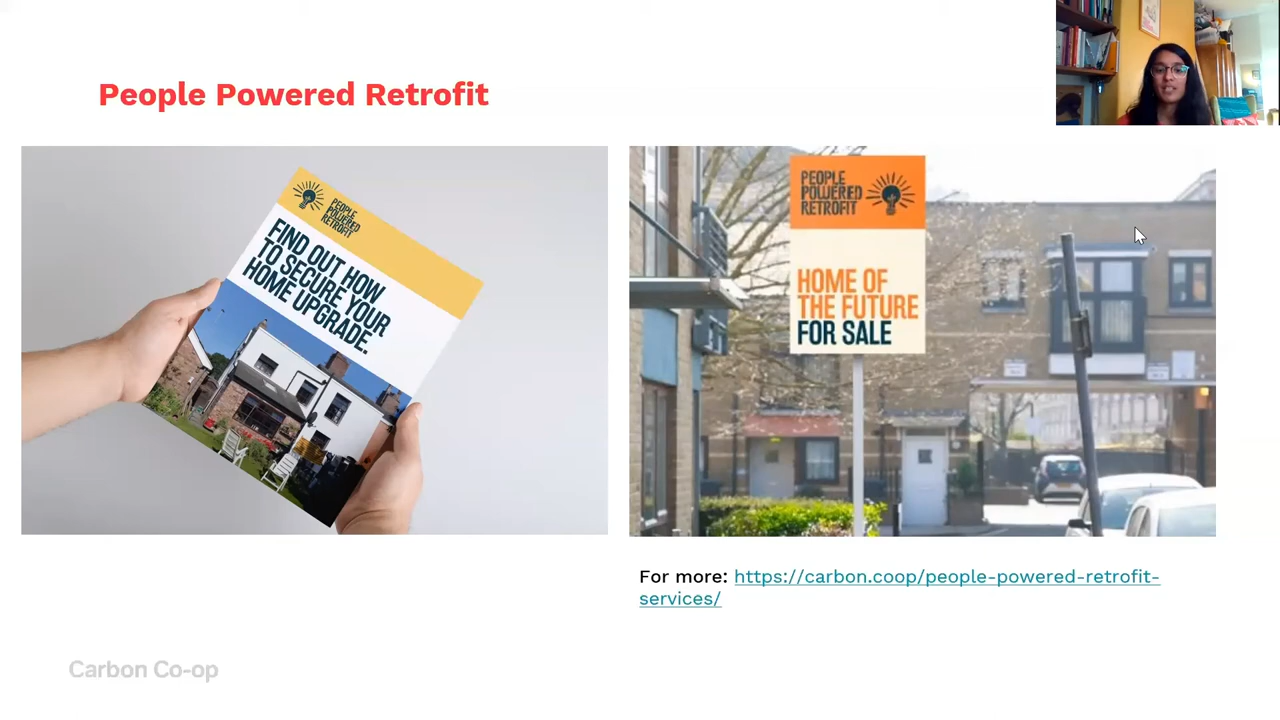 People Powered Retrofit
PEOPLE
POWERED
RETROFIT
FIND OUT HOW
TO SECURE YOUR
HOME UPGRADE.
PEOPLE
POWERED
RETROFIT
HOME OF
THE FUTURE
FOR SALE
For more: https://carbon.coop/people-powered-retrofit-
services/
Carbon Co-op